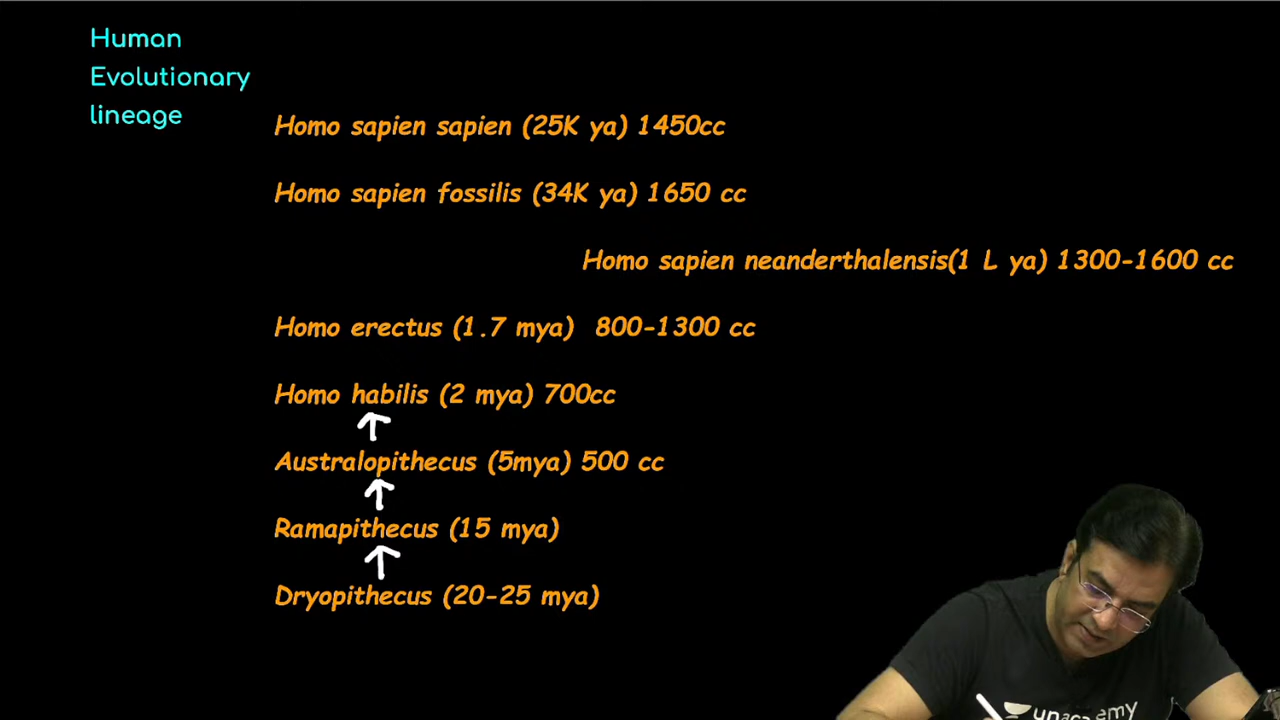 Human
Evolutionary
lineage
Homo sapien sapien (25K ya) 1450cc
Homo sapien fossilis (34K ya) 1650 cc
Homo sapien neanderthalensis(1 L ya) 1300-1600 cc
Homo erectus (1.7 mya) 800-1300 cc
Homo habilis (2 mya) 700cc
Australopithecus (5mya) 500 cc
Ramapithecus (15 mya)
Dryopithecus (20-25 mya)
unacademy